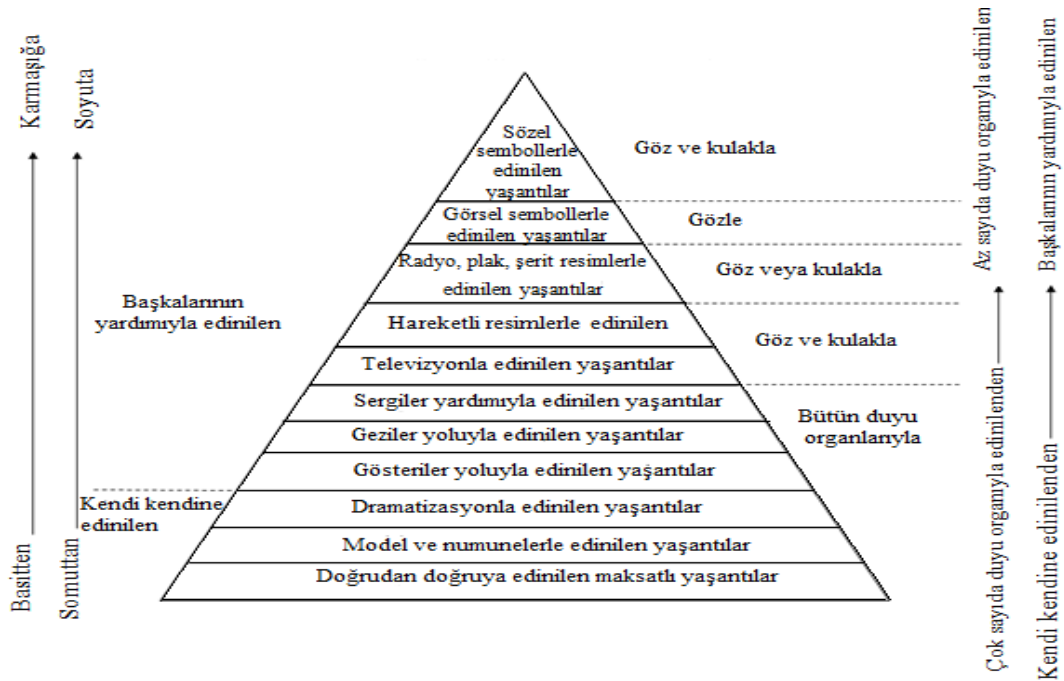 Karmaşığa
Soyuta
Basitten
Somuttan
Başkalarının
yardımıyla edinilen
Kendi kendine
edinilen
Sözel
sembollerle
edinilen
yaşantılar
Görsel sembollerle
edinilen yaşantılar
Radyo, plak, şerit resimlerle
edinilen yaşantılar
Hareketli resimlerle edinilen
Televizyonla edinilen yaşantılar
Sergiler yardımıyla edinilen yaşantılar
Geziler yoluyla edinilen yaşantılar
Gösteriler yoluyla edinilen yaşantılar
Dramatizasyonla edinilen yaşantılar
Model ve numunelerle edinilen yaşantılar
Doğrudan doğruya edinilen maksatlı yaşantılar
Göz ve kulakla
Gözle
Göz veya kulakla
Göz ve kulakla
Bütün duyu
organlarıyla
Az sayıda duyu organıyla edinilen
Çok sayıda duyu organıyla edinilenden
Başkalarının yardımıyla edinilen
Kendi kendine edinilenden